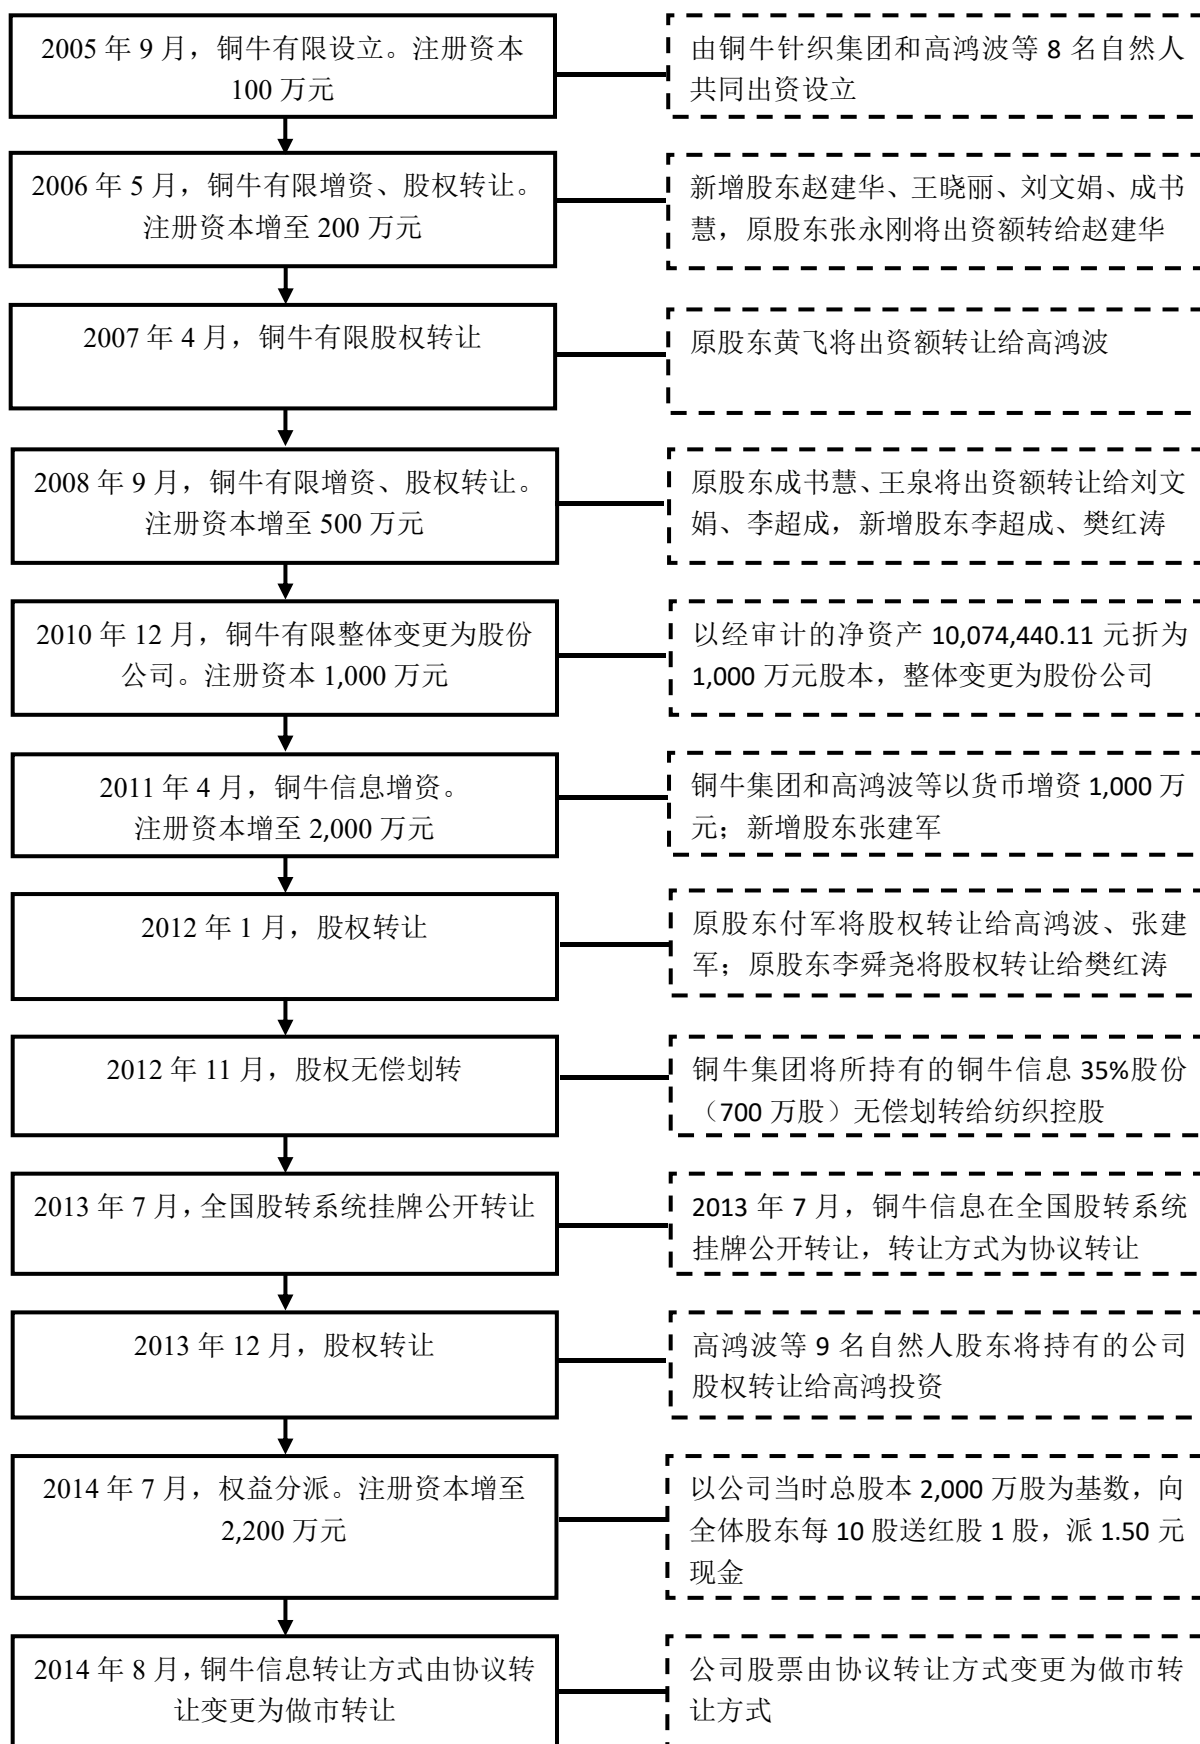 2005 年 9 月，铜牛有限设立。注册资本
100 万元
由铜牛针织集团和高鸿波等 8 名自然人
共同出资设立
2006 年 5 月，铜牛有限增资、股权转让。
注册资本增至 200 万元
新增股东赵建华、王晓丽、刘文娟、成书
慧，原股东张永刚将出资额转给赵建华
2007 年 4 月，铜牛有限股权转让
原股东黄飞将出资额转让给高鸿波
2008 年 9 月，铜牛有限增资、股权转让。
注册资本增至 500 万元
原股东成书慧、王泉将出资额转让给刘文
娟、李超成，新增股东李超成、樊红涛
2010 年 12 月，铜牛有限整体变更为股份
公司。注册资本 1,000 万元
以经审计的净资产 10,074,440.11 元折为
1,000 万元股本，整体变更为股份公司
2011 年 4 月，铜牛信息增资。
注册资本增至 2,000 万元
铜牛集团和高鸿波等以货币增资 1,000 万
元；新增股东张建军
2012 年 1 月，股权转让
原股东付军将股权转让给高鸿波、张建
军；原股东李舜尧将股权转让给樊红涛
2012 年 11 月，股权无偿划转
铜牛集团将所持有的铜牛信息 35%股份
（700 万股）无偿划转给纺织控股
2013 年 7 月，全国股转系统挂牌公开转让
2013 年 7 月，铜牛信息在全国股转系统
挂牌公开转让，转让方式为协议转让
2013 年 12 月，股权转让
高鸿波等 9 名自然人股东将持有的公司
股权转让给高鸿投资
2014 年 7 月，权益分派。注册资本增至
2,200 万元
以公司当时总股本 2,000 万股为基数，向
全体股东每 10 股送红股 1 股，派 1.50 元
现金
2014 年 8 月，铜牛信息转让方式由协议转
让变更为做市转让
公司股票由协议转让方式变更为做市转
让方式